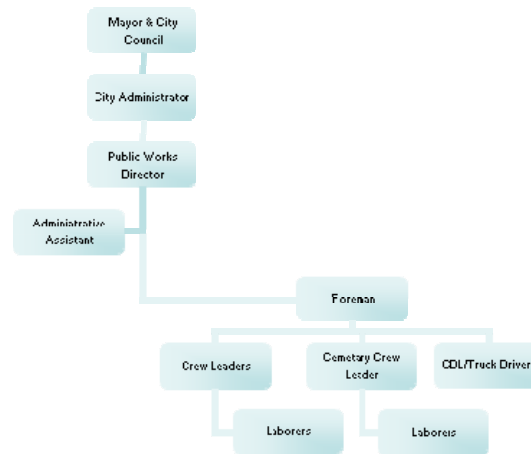 Mayor & City
Council
City Administrator
Public Works
Director
Administrative
Assistant
Foreman
Crew Leaders
Cemetary Crew
Leader
CDL/Truck Driver
Laborers
Laborers